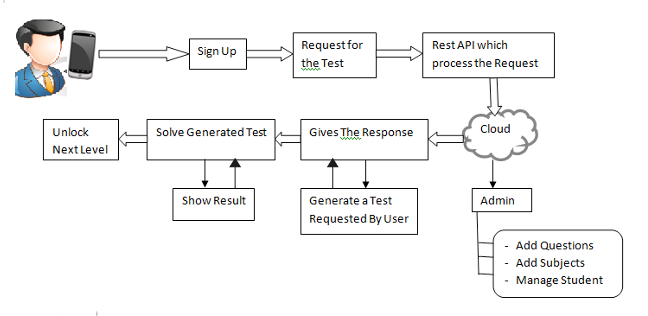 Sign Up
Request for
the Test
Rest API which
process the Request
Cloud
Gives The Response
Solve Generated Test
Unlock
Next Level
Show Result
Generate a Test
Requested By User
Admin
- Add Questions
- Add Subjects
- Manage Student